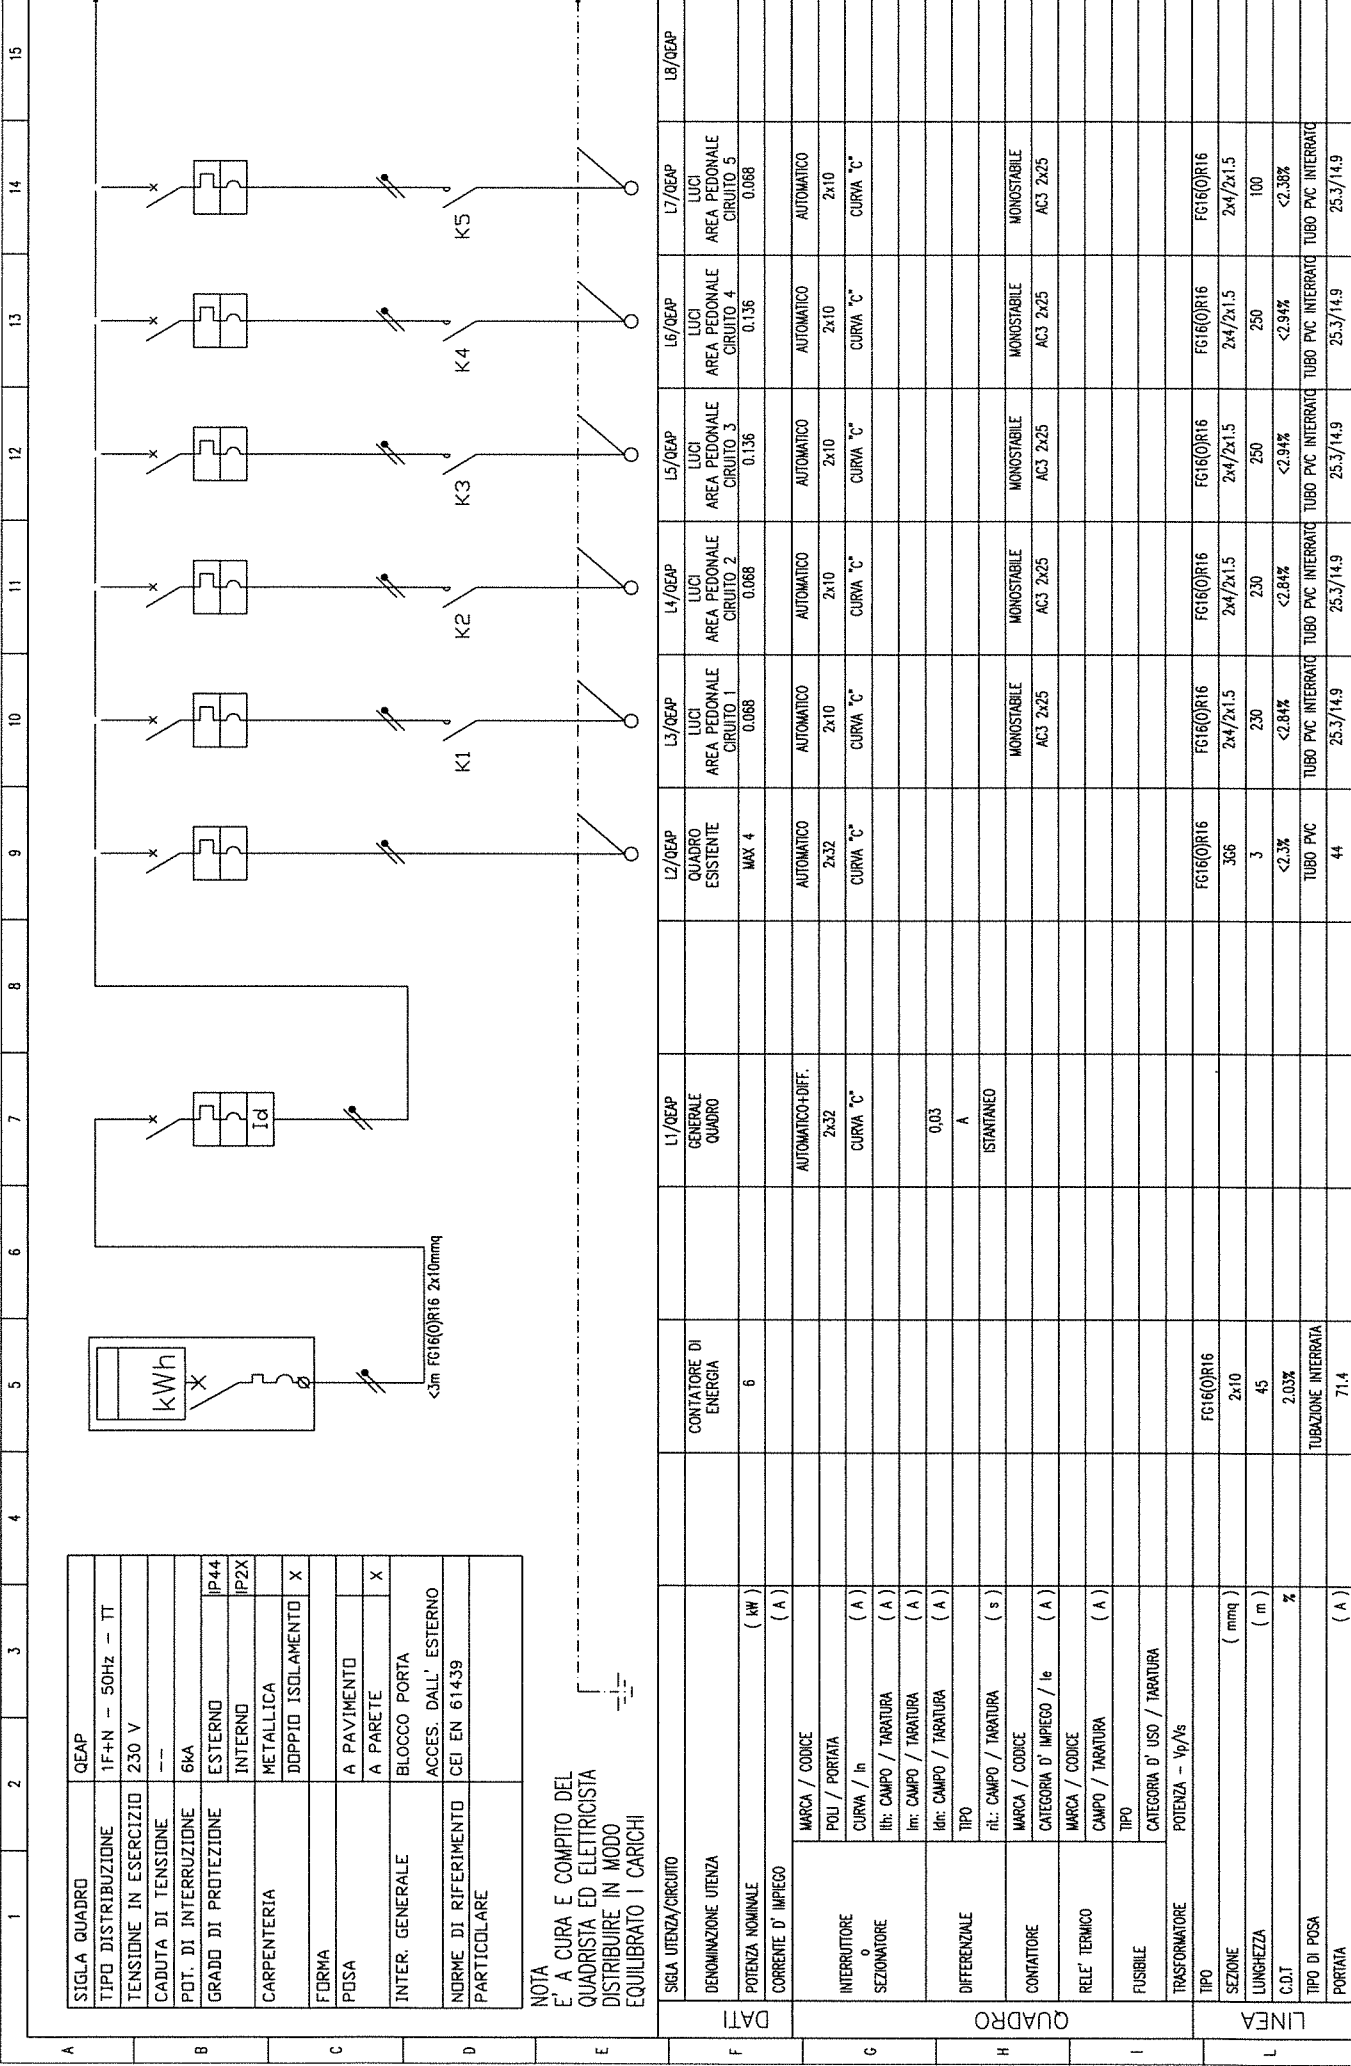 1 2 3 4 5 6 7 8 9 10 11 12 13 14 15
A
B
C
D
E
F
G
H
I
L
SIGLA QUADRO QEAP
TIPO DISTRIBUZIONE 1F+N - 50Hz - TT
TENSIONE IN ESERCIZIO 230 V
CADUTA DI TENSIONE --
POT. DI INTERRUZIONE 6kA
GRADO DI PROTEZIONE ESTERNO IP44
INTERNO IP2X
CARPENTERIA METALLICA
DOPPIO ISOLAMENTO X
FORMA
POSA A PAVIMENTO
A PARETE X
INTER. GENERALE BLOCCO PORTA
ACCES. DALL' ESTERNO
NORME DI RIFERIMENTO CEI EN 61439
PARTICOLARE
NOTA
E' A CURA E COMPITO DEL
QUADRISTA ED ELETTRICISTA
DISTRIBUIRE IN MODO
EQUILIBRATO I CARICHI
kWh
<3m FG16(O)R16 2x10mmq
Id
K1
K2
K3
K4
K5
DATI
SIGLA UTENZA/CIRCUITO L1/QEAP L2/QEAP L3/QEAP L4/QEAP L5/QEAP L6/QEAP L7/QEAP L8/QEAP
DENOMINAZIONE UTENZA
CONTATORE DI
ENERGIA
GENERALE
QUADRO
QUADRO
ESISTENTE
LUCI
AREA PEDONALE
CIRUITO 1
LUCI
AREA PEDONALE
CIRUITO 2
LUCI
AREA PEDONALE
CIRUITO 3
LUCI
AREA PEDONALE
CIRUITO 4
LUCI
AREA PEDONALE
CIRUITO 5
POTENZA NOMINALE ( kW ) 6 MAX 4 0.068 0.068 0.136 0.136 0.068
CORRENTE D' IMPIEGO ( A )
QUADRO
INTERRUTTORE
o
SEZIONATORE
MARCA / CODICE AUTOMATICO+DIFF. AUTOMATICO AUTOMATICO AUTOMATICO AUTOMATICO AUTOMATICO AUTOMATICO
POLI / PORTATA 2x32 2x32 2x10 2x10 2x10 2x10 2x10
CURVA / In ( A ) CURVA "C" CURVA "C" CURVA "C" CURVA "C" CURVA "C" CURVA "C" CURVA "C"
Ith: CAMPO / TARATURA ( A )
Im: CAMPO / TARATURA ( A )
DIFFERENZIALE
Idn: CAMPO / TARATURA ( A ) 0,03
TIPO A
rit.: CAMPO / TARATURA ( s ) ISTANTANEO
CONTATTORE
MARCA / CODICE MONOSTABILE MONOSTABILE MONOSTABILE MONOSTABILE MONOSTABILE
CATEGORIA D' IMPIEGO / Ie ( A ) AC3 2x25 AC3 2x25 AC3 2x25 AC3 2x25 AC3 2x25
RELE' TERMICO
MARCA / CODICE
CAMPO / TARATURA ( A )
FUSIBILE
TIPO
CATEGORIA D' USO / TARATURA
TRASFORMATORE POTENZA - Vp/Vs
LINEA
TIPO FG16(O)R16 FG16(O)R16 FG16(O)R16 FG16(O)R16 FG16(O)R16 FG16(O)R16 FG16(O)R16
SEZIONE ( mmq ) 2x10 3G6 2x4/2x1.5 2x4/2x1.5 2x4/2x1.5 2x4/2x1.5 2x4/2x1.5
LUNGHEZZA ( m ) 45 3 230 230 250 250 100
C.D.T % 2.03% <2.3% <2.84% <2.84% <2.94% <2.94% <2.38%
TIPO DI POSA TUBAZIONE INTERRATA TUBO PVC TUBO PVC INTERRATO TUBO PVC INTERRATO TUBO PVC INTERRATO TUBO PVC INTERRATO TUBO PVC INTERRATO
PORTATA ( A ) 71.4 44 25.3/14.9 25.3/14.9 25.3/14.9 25.3/14.9 25.3/14.9